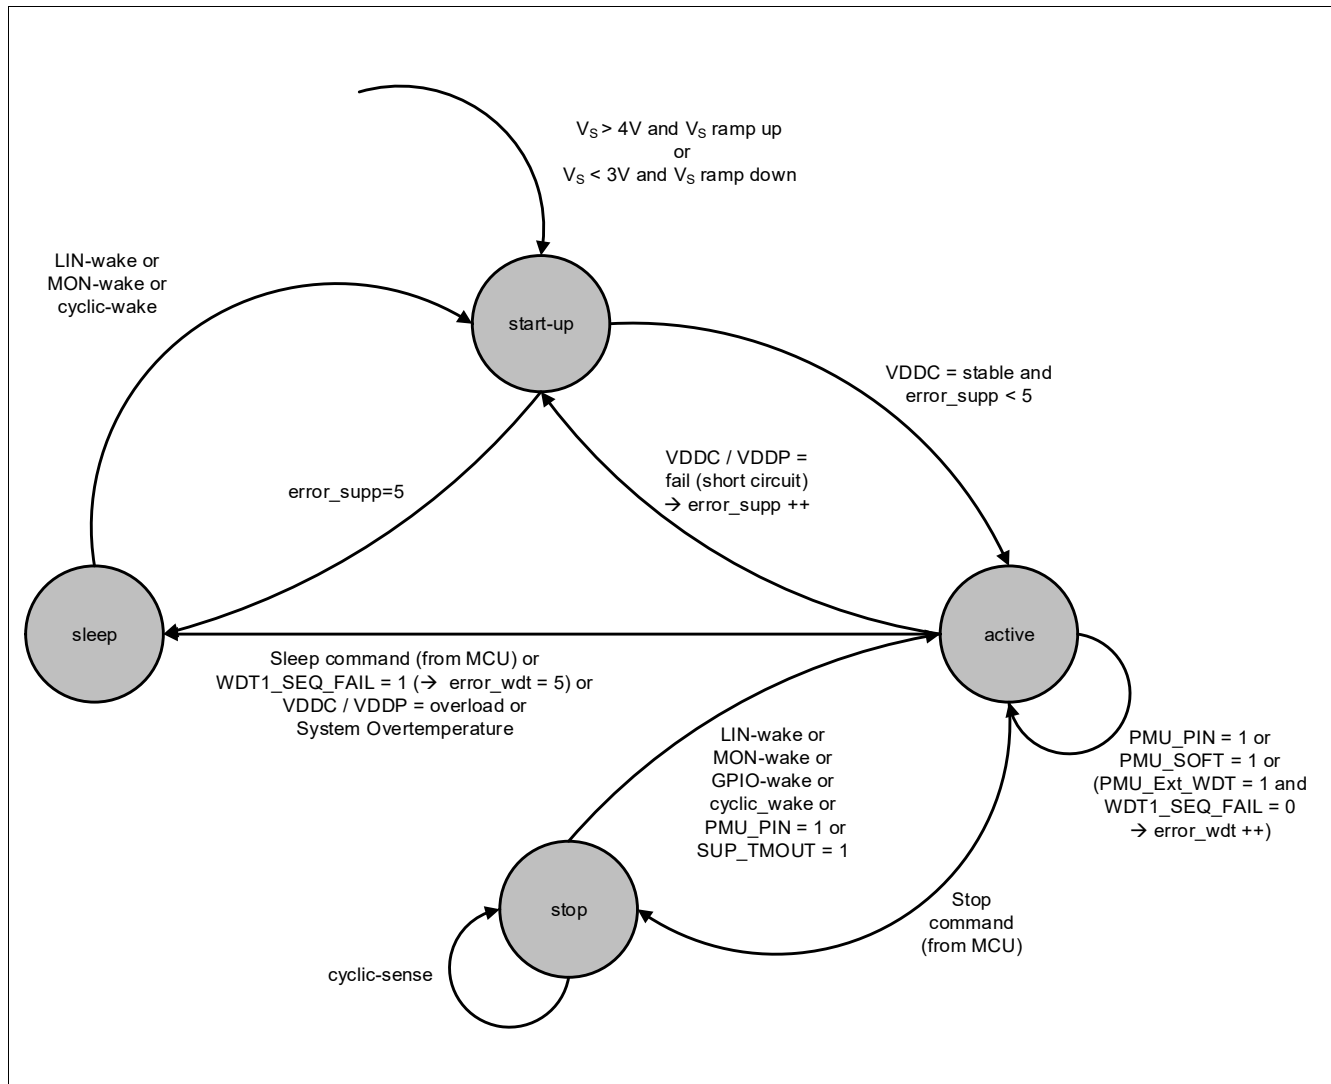 V_S > 4V and V_S ramp up
or
V_S < 3V and V_S ramp down
LIN-wake or
MON-wake or
cyclic-wake
start-up
VDDC = stable and
error_supp < 5
VDDC / VDDP =
fail (short circuit)
→ error_supp ++
error_supp=5
sleep
active
Sleep command (from MCU) or
WDT1_SEQ_FAIL = 1 (→ error_wdt = 5) or
VDDC / VDDP = overload or
System Overtemperature
LIN-wake or
MON-wake or
GPIO-wake or
cyclic_wake or
PMU_PIN = 1 or
SUP_TMOUT = 1
PMU_PIN = 1 or
PMU_SOFT = 1 or
(PMU_Ext_WDT = 1 and
WDT1_SEQ_FAIL = 0
→ error_wdt ++)
stop
Stop
command
(from MCU)
cyclic-sense